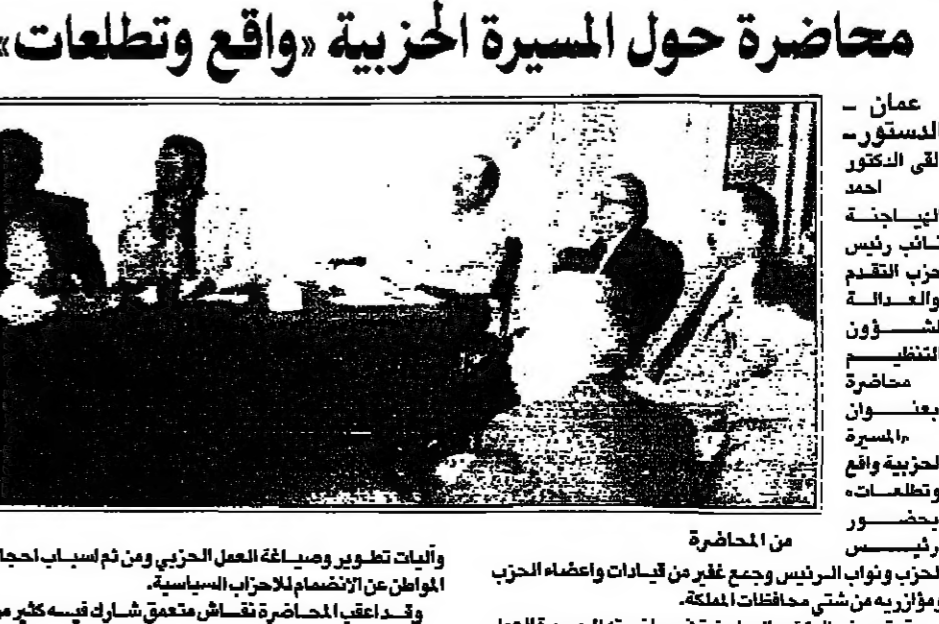 محاضرة حول المسيرة الحزبية «واقع وتطلعات»
عمان -
الدستور-
لقى الدكتور
احمد
الهياجنة
نائب رئيس
حزب التقدم
والعدالة
لشؤون
التنظيم
محاضرة
بعنوان
«المسيرة
الحزبية واقع
وتطلعات»
بحضور
رئيس
من المحاضرة
الحزب ونواب الرئيس وجمع غفير من قيادات واعضاء الحزب
ومؤازريه من شتى محافظات المملكة.
وآليات تطوير وصياغة العمل الحزبي ومن ثم اسباب احجا
المواطن عن الانضمام للاحزاب السياسية.
وقد اعقب المحاضرة نقاش متعمق شارك فيه كثير من